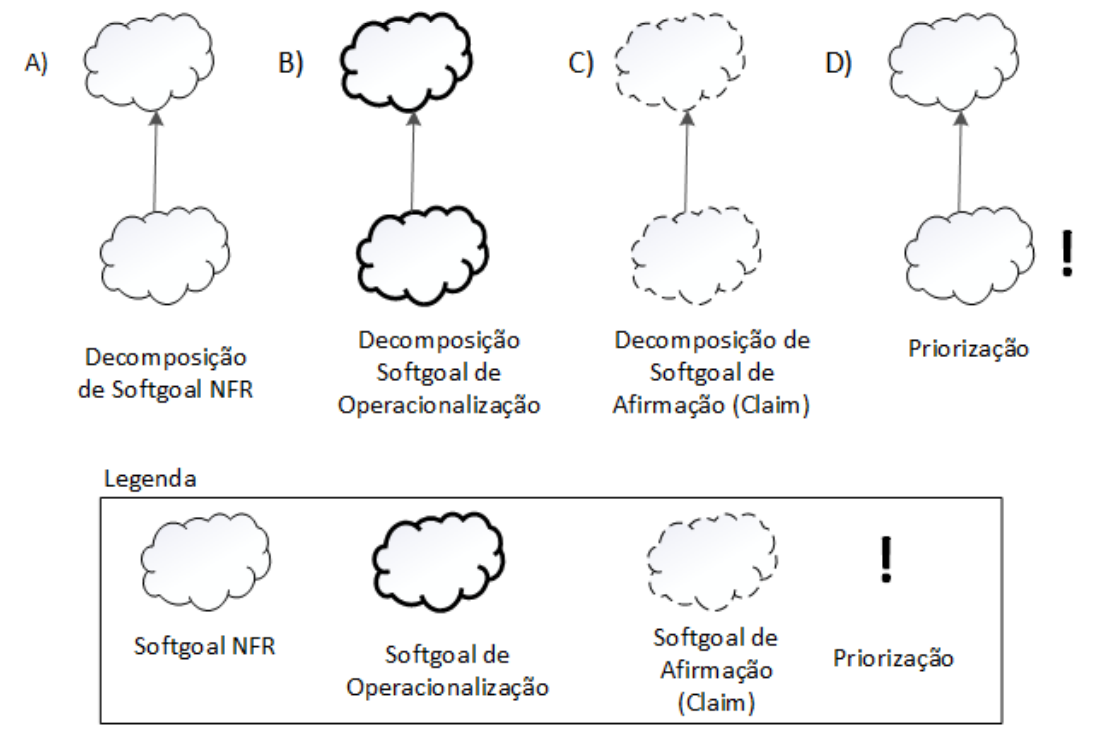 A)
B)
C)
D)
!
Decomposição
de Softgoal NFR
Decomposição
Softgoal de
Operacionalização
Decomposição de
Softgoal de
Afirmação (Claim)
Priorização
Legenda
!
Softgoal NFR
Softgoal de
Operacionalização
Softgoal de
Afirmação
(Claim)
Priorização